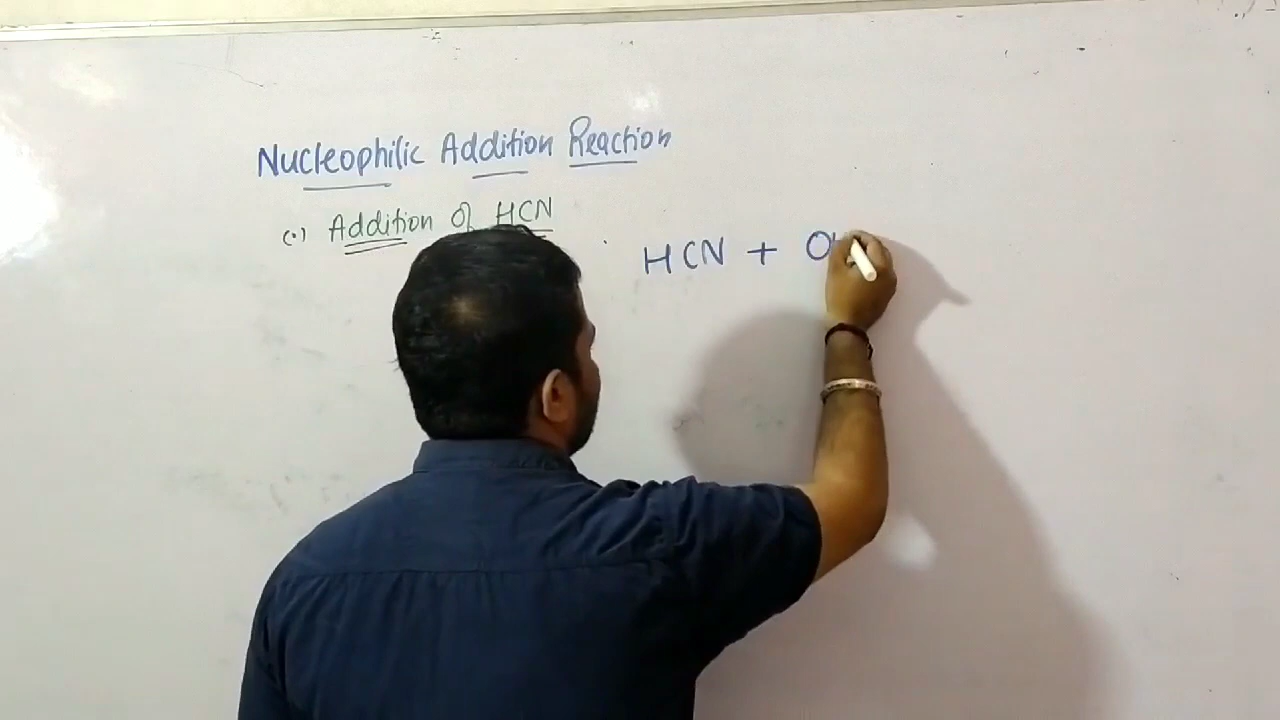 Nucleophilic Addition Reaction
(•) Addition of HCN
HCN + O